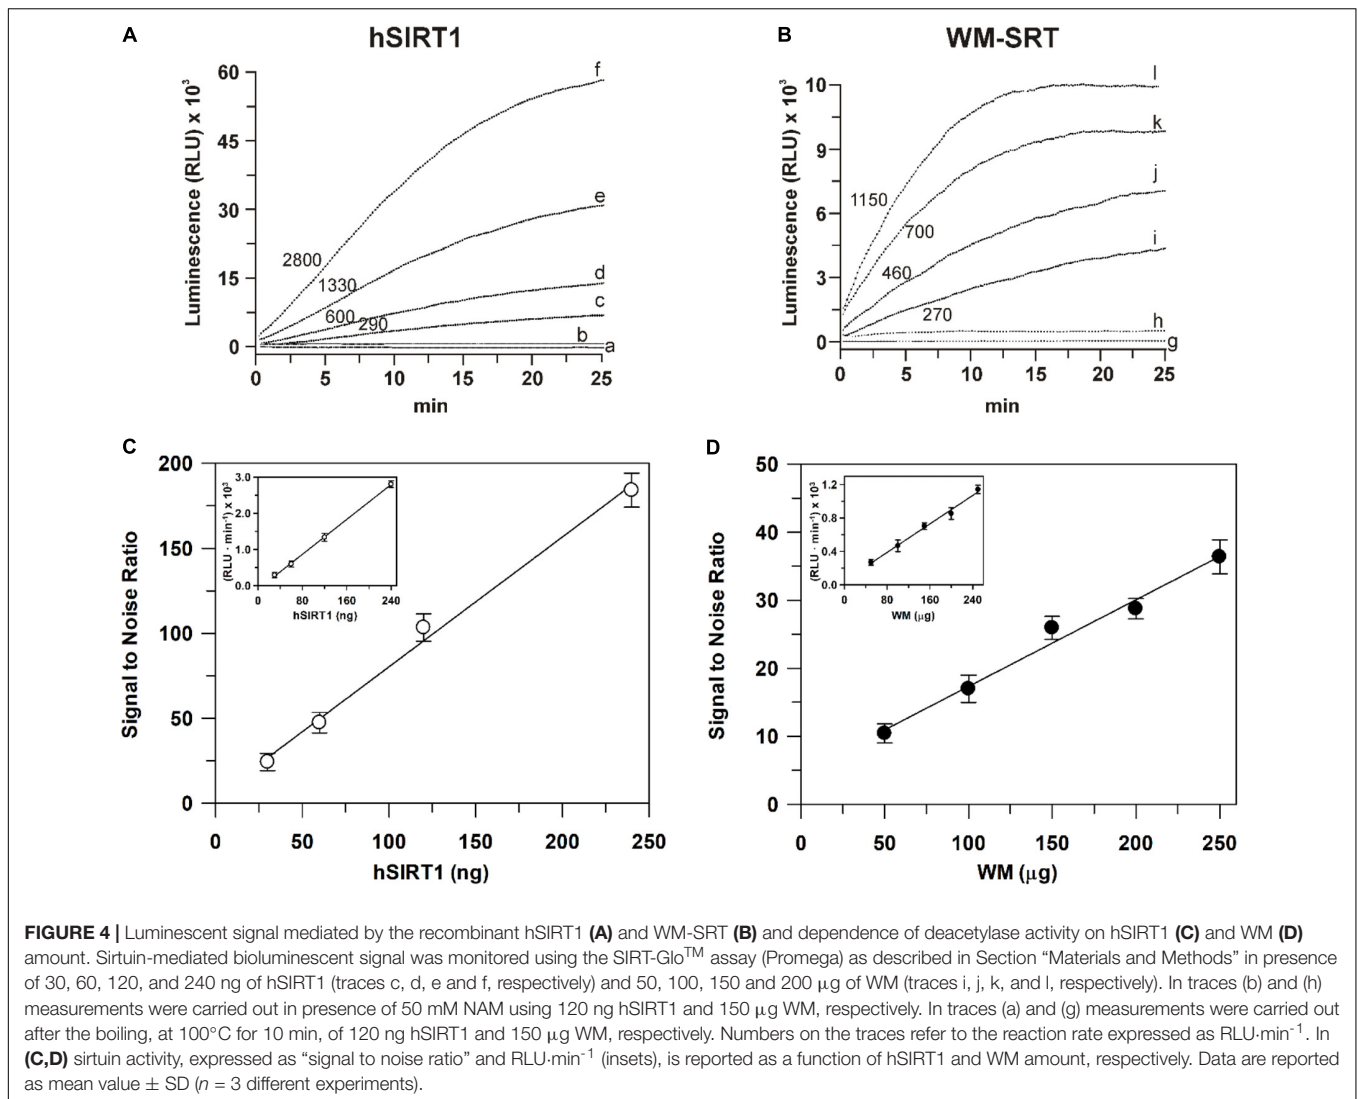 A
hSIRT1
Luminescence (RLU) x 10³
60
45
30
15
0
0 5 10 15 20 25
min
f
e
d
c
b
a
2800
1330
600
290
B
WM-SRT
Luminescence (RLU) x 10³
10
9
6
3
0
0 5 10 15 20 25
min
l
k
j
i
h
g
1150
700
460
270
C
Signal to Noise Ratio
200
150
100
50
0
0 50 100 150 200 250
hSIRT1 (ng)
(RLU · min⁻¹) x 10³
3.0
2.0
1.0
0.0
0 80 160 240
hSIRT1 (ng)
D
Signal to Noise Ratio
50
40
30
20
10
0
0 50 100 150 200 250
WM (µg)
(RLU · min⁻¹) x 10³
1.2
0.8
0.4
0.0
0 80 160 240
WM (µg)
FIGURE 4 | Luminescent signal mediated by the recombinant hSIRT1 (A) and WM-SRT (B) and dependence of deacetylase activity on hSIRT1 (C) and WM (D)
amount. Sirtuin-mediated bioluminescent signal was monitored using the SIRT-Glo™ assay (Promega) as described in Section “Materials and Methods” in presence
of 30, 60, 120, and 240 ng of hSIRT1 (traces c, d, e and f, respectively) and 50, 100, 150 and 200 µg of WM (traces i, j, k, and l, respectively). In traces (b) and (h)
measurements were carried out in presence of 50 mM NAM using 120 ng hSIRT1 and 150 µg WM, respectively. In traces (a) and (g) measurements were carried out
after the boiling, at 100°C for 10 min, of 120 ng hSIRT1 and 150 µg WM, respectively. Numbers on the traces refer to the reaction rate expressed as RLU·min⁻¹. In
(C,D) sirtuin activity, expressed as “signal to noise ratio” and RLU·min⁻¹ (insets), is reported as a function of hSIRT1 and WM amount, respectively. Data are reported
as mean value ± SD (n = 3 different experiments).